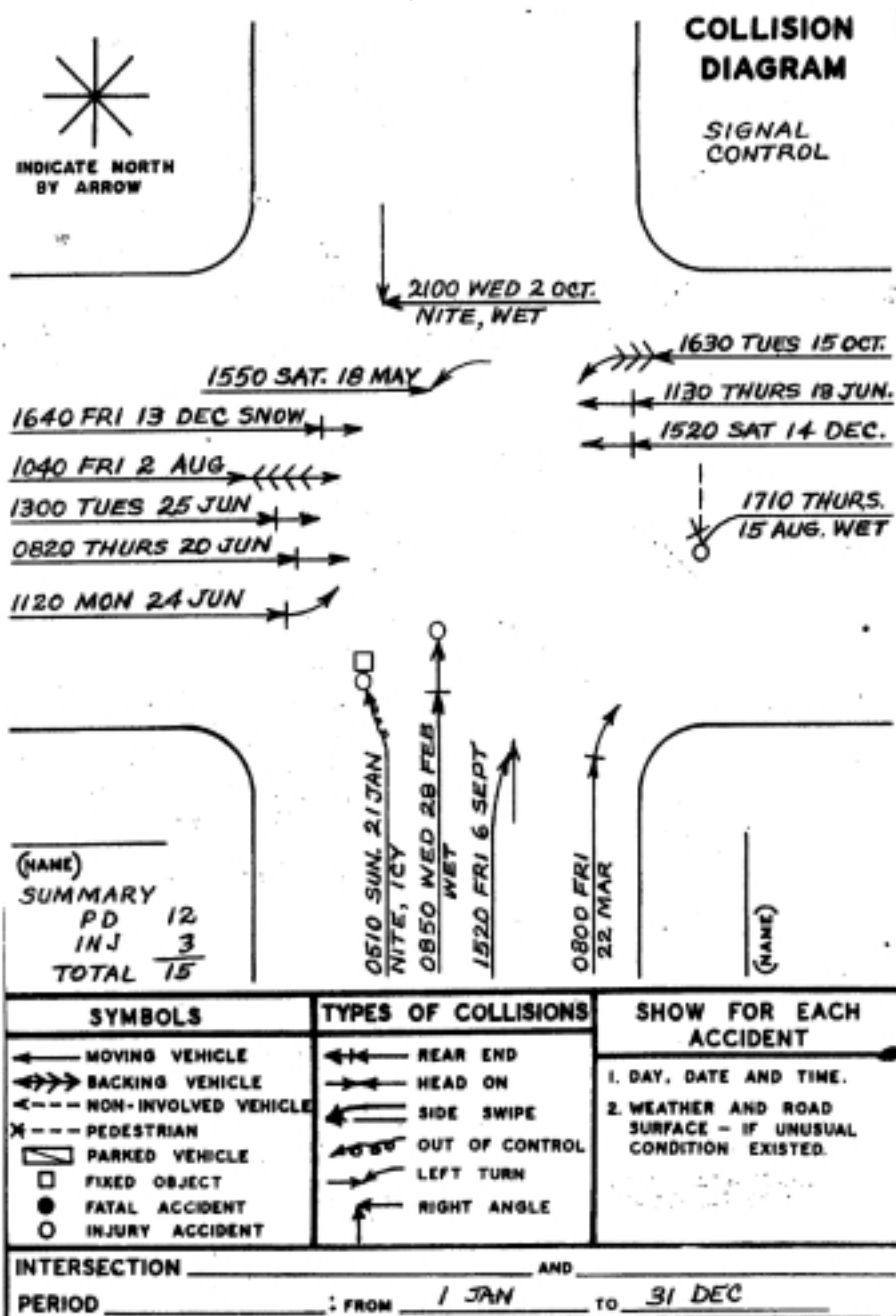 COLLISION
DIAGRAM
SIGNAL
CONTROL
INDICATE NORTH
BY ARROW
2100 WED 2 OCT.
NITE, WET
1630 TUES 15 OCT.
1550 SAT. 18 MAY
1130 THURS 18 JUN.
1640 FRI 13 DEC SNOW
1520 SAT 14 DEC.
1040 FRI 2 AUG
1300 TUES 25 JUN
1710 THURS.
15 AUG. WET
0820 THURS 20 JUN
1120 MON 24 JUN
0510 SUN. 21 JAN
NITE, ICY
0850 WED 28 FEB
WET
1520 FRI 6 SEPT
0800 FRI
22 MAR
(NAME)
SUMMARY
PD 12
INJ 3
TOTAL 15
(NAME)
SYMBOLS
MOVING VEHICLE
BACKING VEHICLE
NON-INVOLVED VEHICLE
PEDESTRIAN
PARKED VEHICLE
FIXED OBJECT
FATAL ACCIDENT
INJURY ACCIDENT
TYPES OF COLLISIONS
REAR END
HEAD ON
SIDE SWIPE
OUT OF CONTROL
LEFT TURN
RIGHT ANGLE
SHOW FOR EACH
ACCIDENT
1. DAY, DATE AND TIME.
2. WEATHER AND ROAD
SURFACE - IF UNUSUAL
CONDITION EXISTED.
INTERSECTION AND
PERIOD : FROM 1 JAN TO 31 DEC